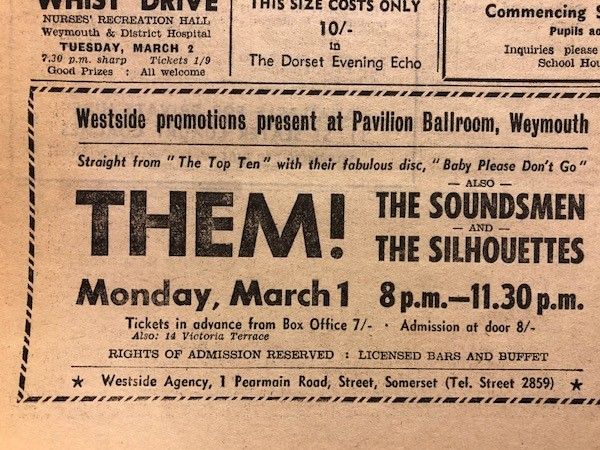 WHIST DRIVE
NURSES' RECREATION HALL
Weymouth & District Hospital
TUESDAY, MARCH 2
7.30 p.m. sharp Tickets 1/9
Good Prizes : All welcome
THIS SIZE COSTS ONLY
10/-
in
The Dorset Evening Echo
Commencing
Pupils
Inquiries please
School
Westside promotions present at Pavilion Ballroom, Weymouth
Straight from "The Top Ten" with their fabulous disc, "Baby Please Don't Go"
THEM!
— ALSO —
THE SOUNDSMEN
— AND —
THE SILHOUETTES
Monday, March 1 8 p.m.—11.30 p.m.
Tickets in advance from Box Office 7/- · Admission at door 8/-
Also: 14 Victoria Terrace
RIGHTS OF ADMISSION RESERVED : LICENSED BARS AND BUFFET
★ Westside Agency, 1 Pearmain Road, Street, Somerset (Tel. Street 2859) ★